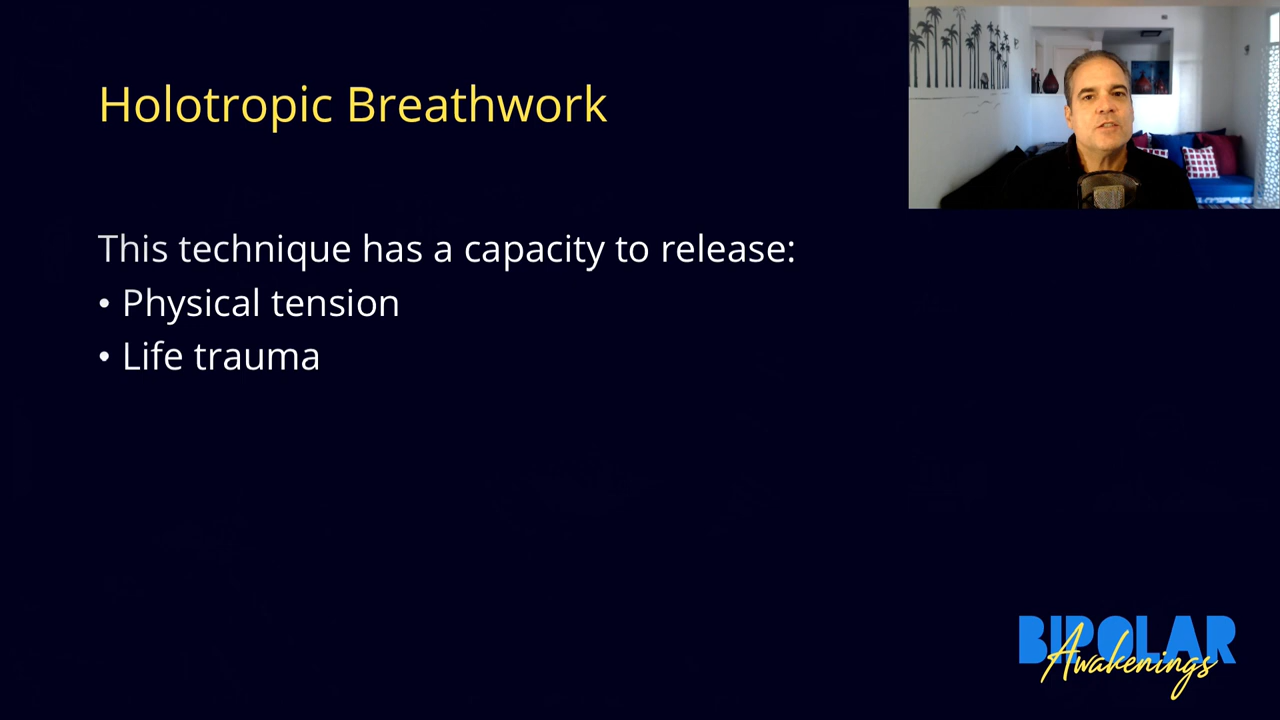 Holotropic Breathwork
This technique has a capacity to release:
• Physical tension
• Life trauma
BIPOLAR
Awakenings